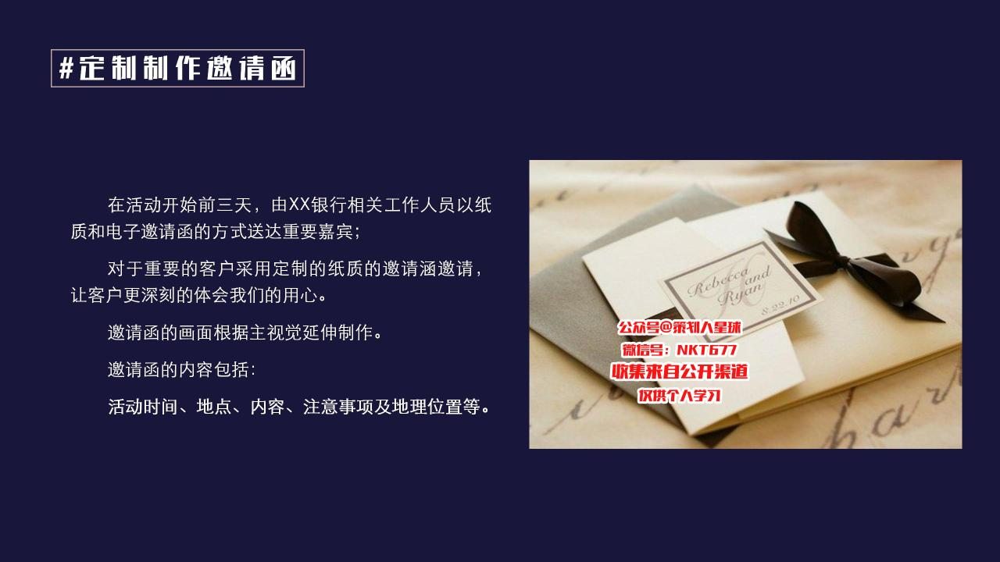 #定制制作邀请函
在活动开始前三天，由XX银行相关工作人员以纸
质和电子邀请函的方式送达重要嘉宾；
对于重要的客户采用定制的纸质的邀请涵邀请，
让客户更深刻的体会我们的用心。
邀请函的画面根据主视觉延伸制作。
邀请函的内容包括：
活动时间、地点、内容、注意事项及地理位置等。
Rebecca
and
Ryan
8.22.10
公众号@策划人星球
微信号：NKT677
收集来自公开渠道
仅供个人学习